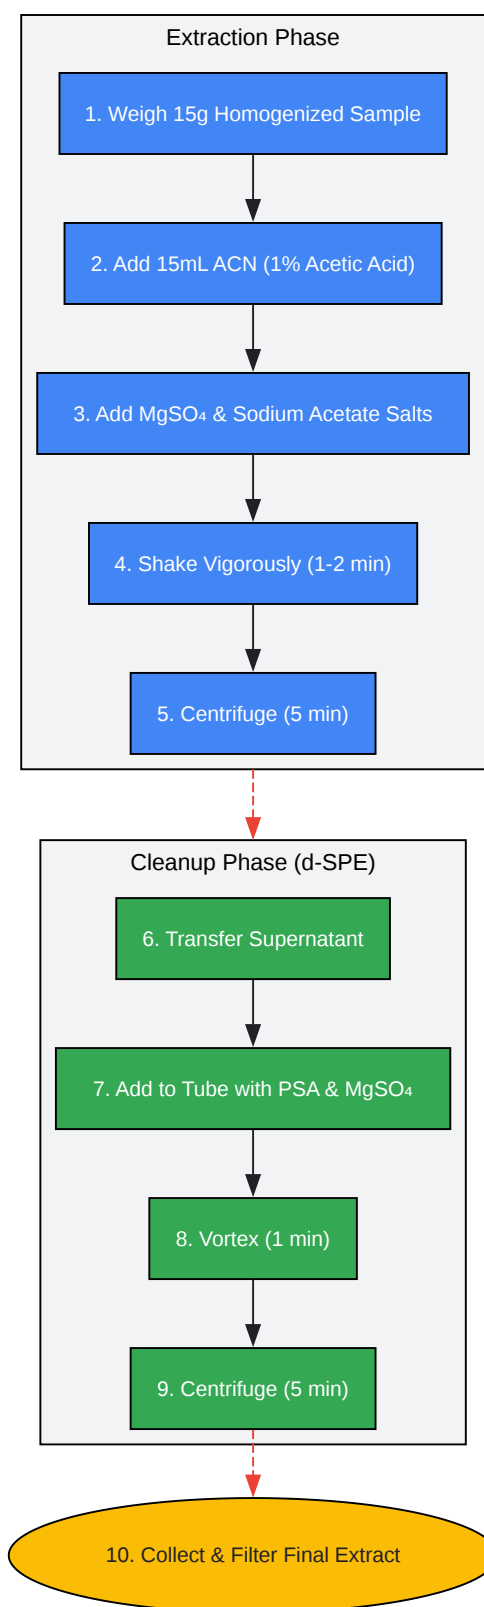 Extraction Phase
1. Weigh 15g Homogenized Sample
2. Add 15mL ACN (1% Acetic Acid)
3. Add MgSO₄ & Sodium Acetate Salts
4. Shake Vigorously (1-2 min)
5. Centrifuge (5 min)
Cleanup Phase (d-SPE)
6. Transfer Supernatant
7. Add to Tube with PSA & MgSO₄
8. Vortex (1 min)
9. Centrifuge (5 min)
10. Collect & Filter Final Extract